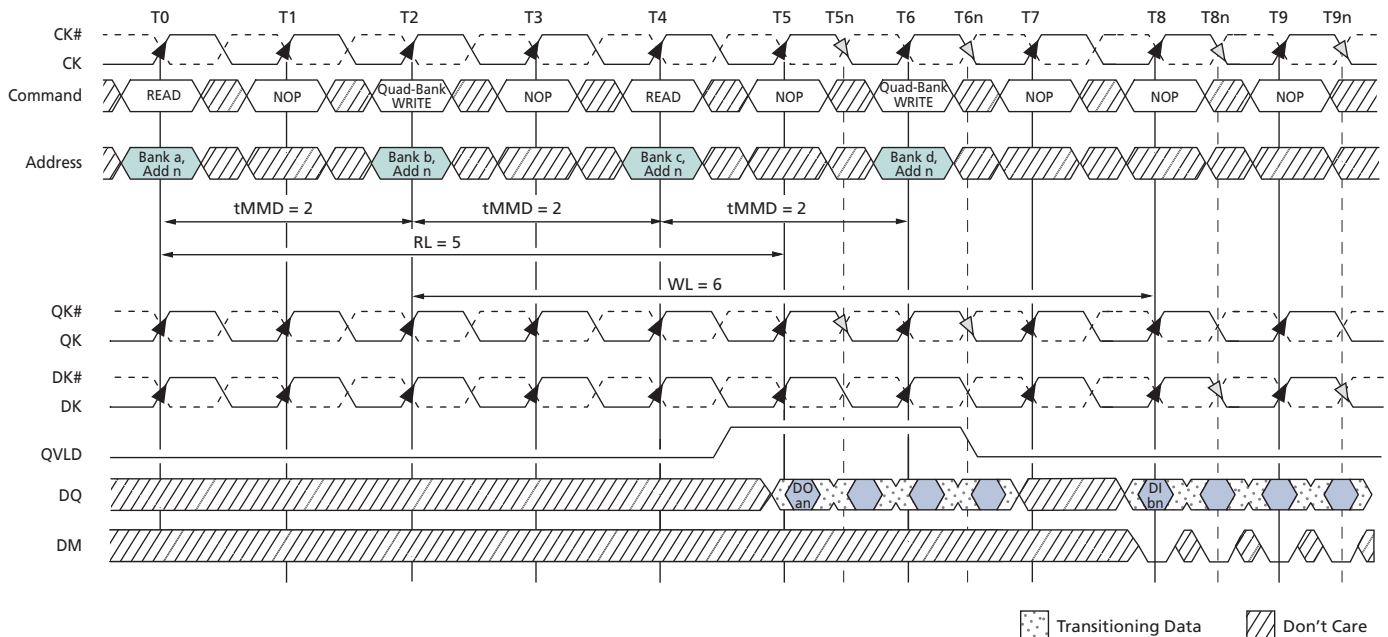 T0 T1 T2 T3 T4 T5 T5n T6 T6n T7 T8 T8n T9 T9n
CK#
CK
Command READ NOP Quad-Bank WRITE NOP READ NOP Quad-Bank WRITE NOP NOP NOP
Address Bank a, Add n Bank b, Add n Bank c, Add n Bank d, Add n
tMMD = 2 tMMD = 2 tMMD = 2
RL = 5
WL = 6
QK#
QK
DK#
DK
QVLD
DQ DO an DI bn
DM
Transitioning Data Don't Care